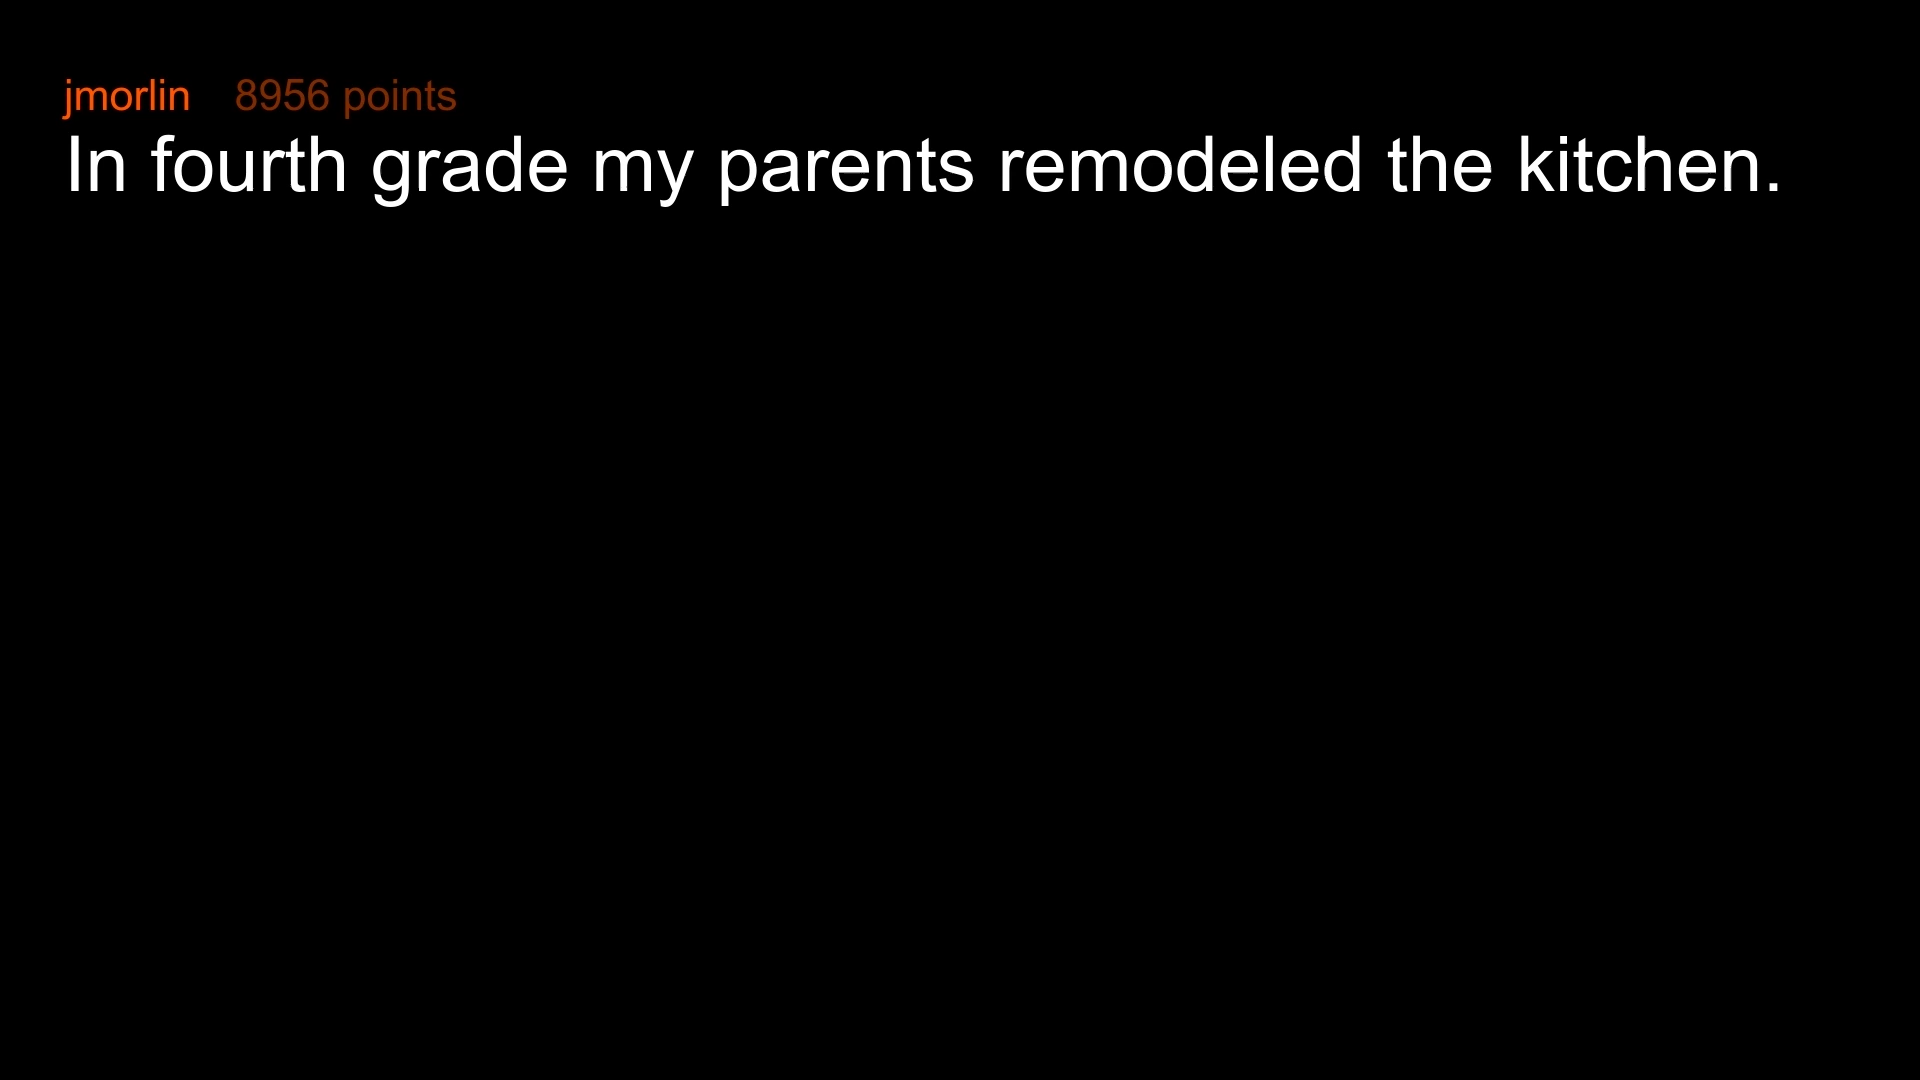 jmorlin 8956 points
In fourth grade my parents remodeled the kitchen.